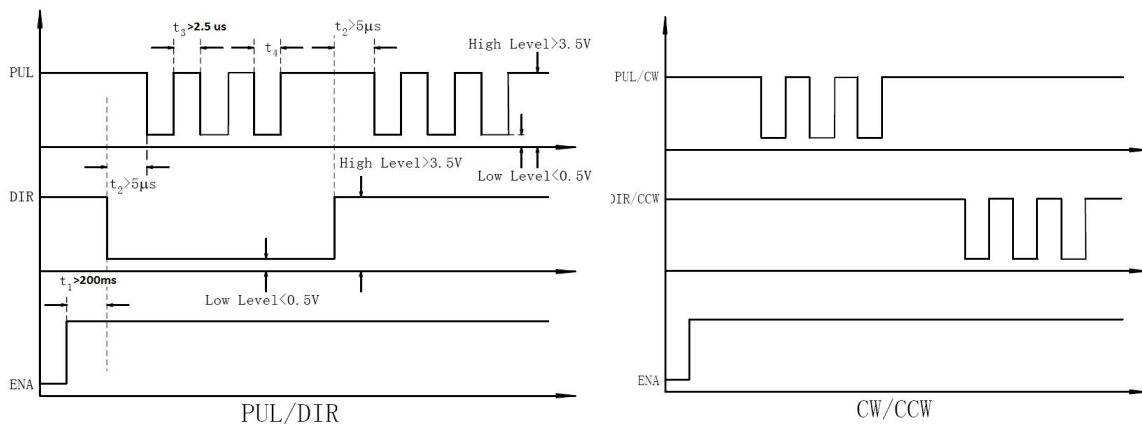 t3>2.5 us
t4
t2>5μs
High Level>3.5V
PUL
t2>5μs
High Level>3.5V
Low Level<0.5V
DIR
t1>200ms
Low Level<0.5V
ENA
PUL/DIR
PUL/CW
DIR/CCW
ENA
CW/CCW